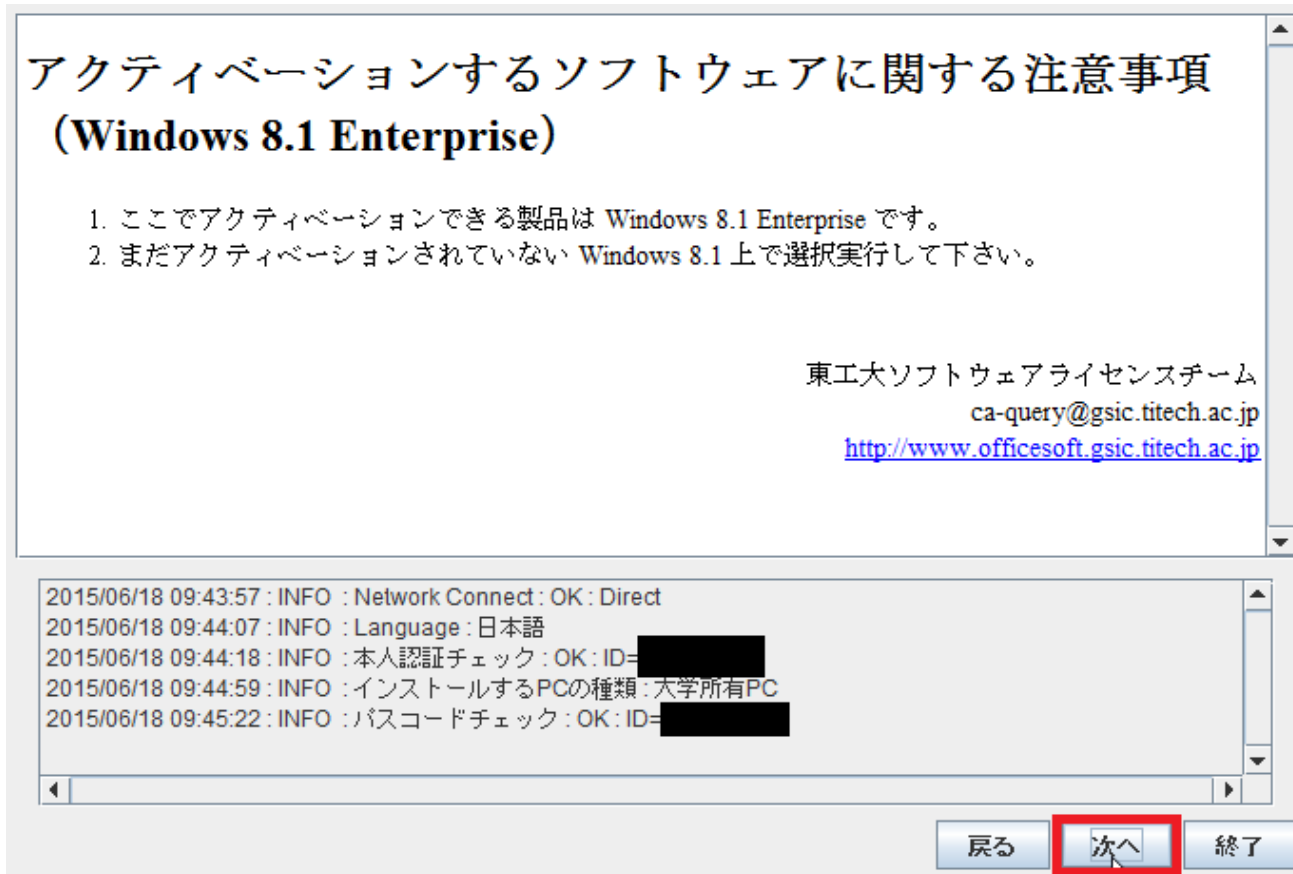 アクティベーションするソフトウェアに関する注意事項
（Windows 8.1 Enterprise）
1. ここでアクティベーションできる製品は Windows 8.1 Enterprise です。
2. まだアクティベーションされていない Windows 8.1 上で選択実行して下さい。
東工大ソフトウェアライセンスチーム
ca-query@gsic.titech.ac.jp
http://www.officesoft.gsic.titech.ac.jp
2015/06/18 09:43:57 : INFO : Network Connect : OK : Direct
2015/06/18 09:44:07 : INFO : Language : 日本語
2015/06/18 09:44:18 : INFO : 本人認証チェック : OK : ID=
2015/06/18 09:44:59 : INFO : インストールするPCの種類 : 大学所有PC
2015/06/18 09:45:22 : INFO : パスコードチェック : OK : ID=
戻る 次へ 終了